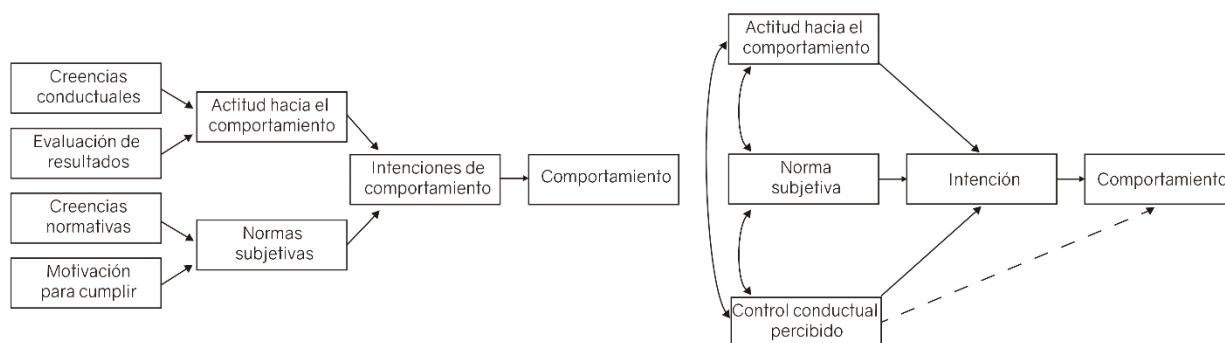 Creencias
conductuales
Evaluación de
resultados
Creencias
normativas
Motivación
para cumplir
Actitud hacia el
comportamiento
Normas
subjetivas
Intenciones de
comportamiento
Comportamiento
Actitud hacia el
comportamiento
Norma
subjetiva
Control conductual
percibido
Intención
Comportamiento